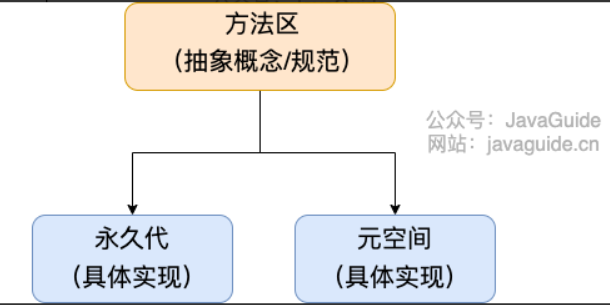 方法区
（抽象概念/规范）
公众号：JavaGuide
网站：javaguide.cn
永久代
（具体实现）
元空间
（具体实现）